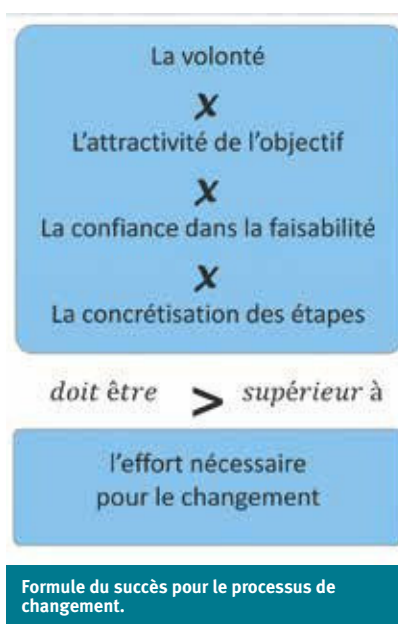 La volonté
x
L'attractivité de l'objectif
x
La confiance dans la faisabilité
x
La concrétisation des étapes
doit être > supérieur à
l'effort nécessaire
pour le changement
Formule du succès pour le processus de
changement.